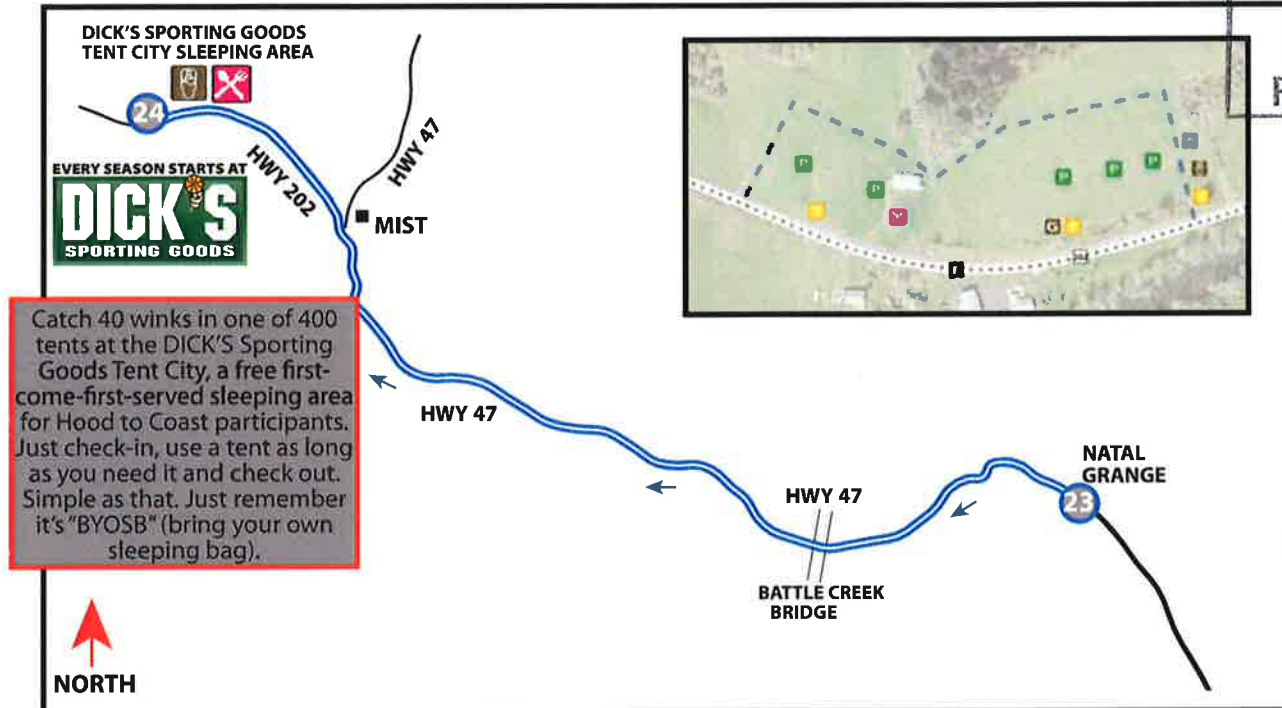 DICK'S SPORTING GOODS
TENT CITY SLEEPING AREA
24
HWY 202
HWY 47
MIST
EVERY SEASON STARTS AT
DICK'S
SPORTING GOODS
P
P
P
P
P
Catch 40 winks in one of 400
tents at the DICK'S Sporting
Goods Tent City, a free first-
come-first-served sleeping area
for Hood to Coast participants.
Just check-in, use a tent as long
as you need it and check out.
Simple as that. Just remember
it's "BYOSB" (bring your own
sleeping bag).
HWY 47
HWY 47
BATTLE CREEK
BRIDGE
NATAL
GRANGE
23
NORTH